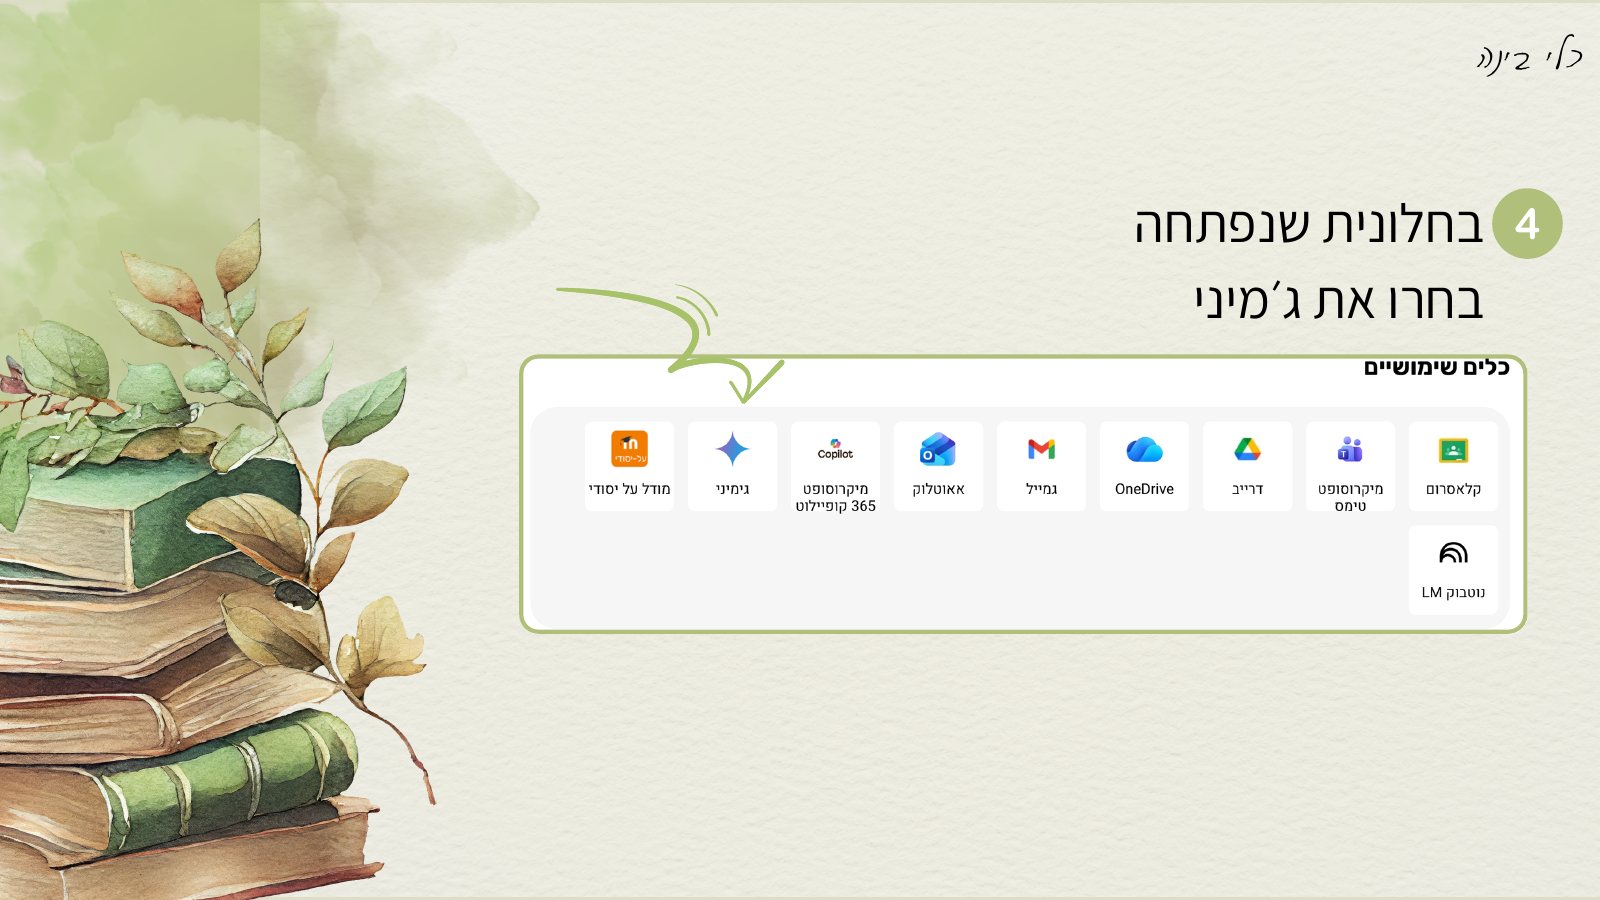 כלי בינה
4
בחלונית שנפתחה
בחרו את ג'מיני
כלים שימושיים
קלאסרום
T
מיקרוסופט
טימס
דרייב
OneDrive
גמייל
O
אאוטלוק
Copilot
מיקרוסופט
365 קופיילוט
גימיני
על-יסודי
מודל על יסודי
נוטבוק LM